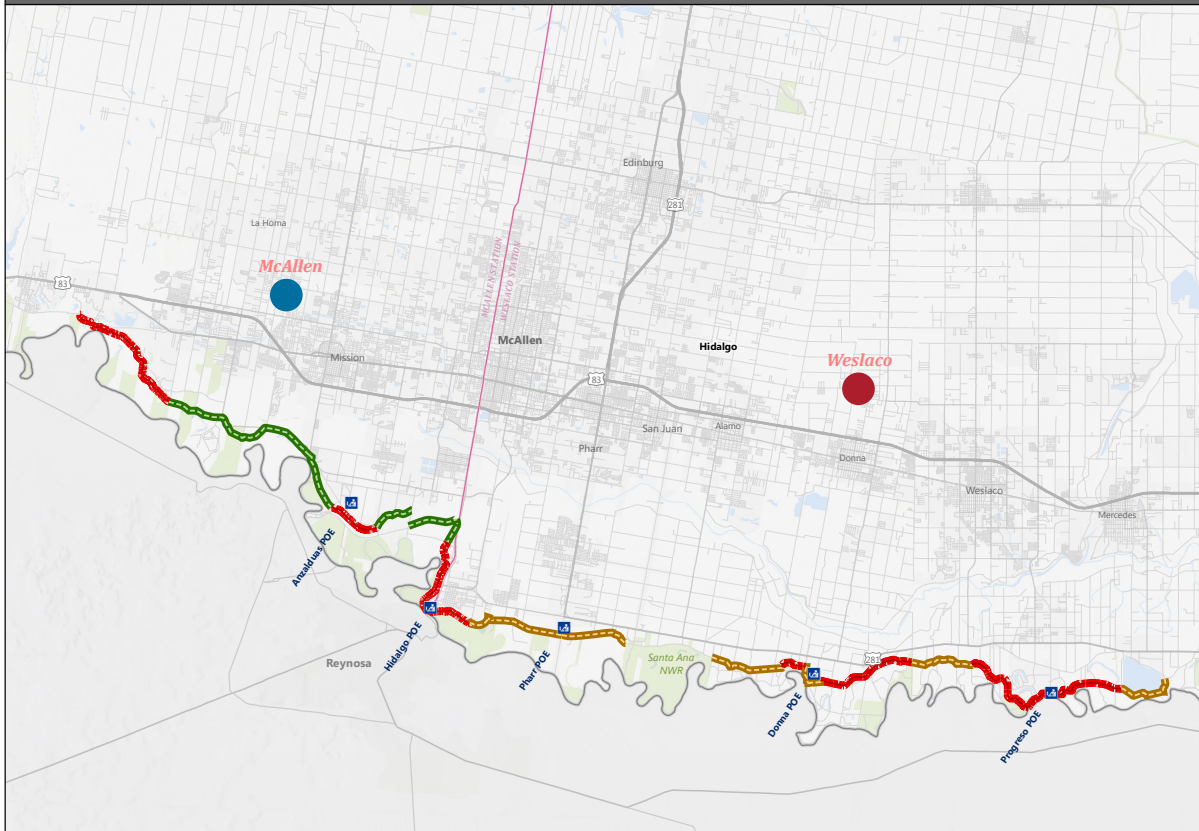 Edinburg
281
La Homa
McAllen
MCALLEN STATION
WESLACO STATION
83
McAllen
Hidalgo
Mission
Weslaco
83
San Juan
Alamo
Pharr
Donna
Weslaco
Mercedes
Anzalduas POE
Hidalgo POE
Reynosa
Pharr POE
Santa Ana
NWR
281
Donna POE
Progreso POE